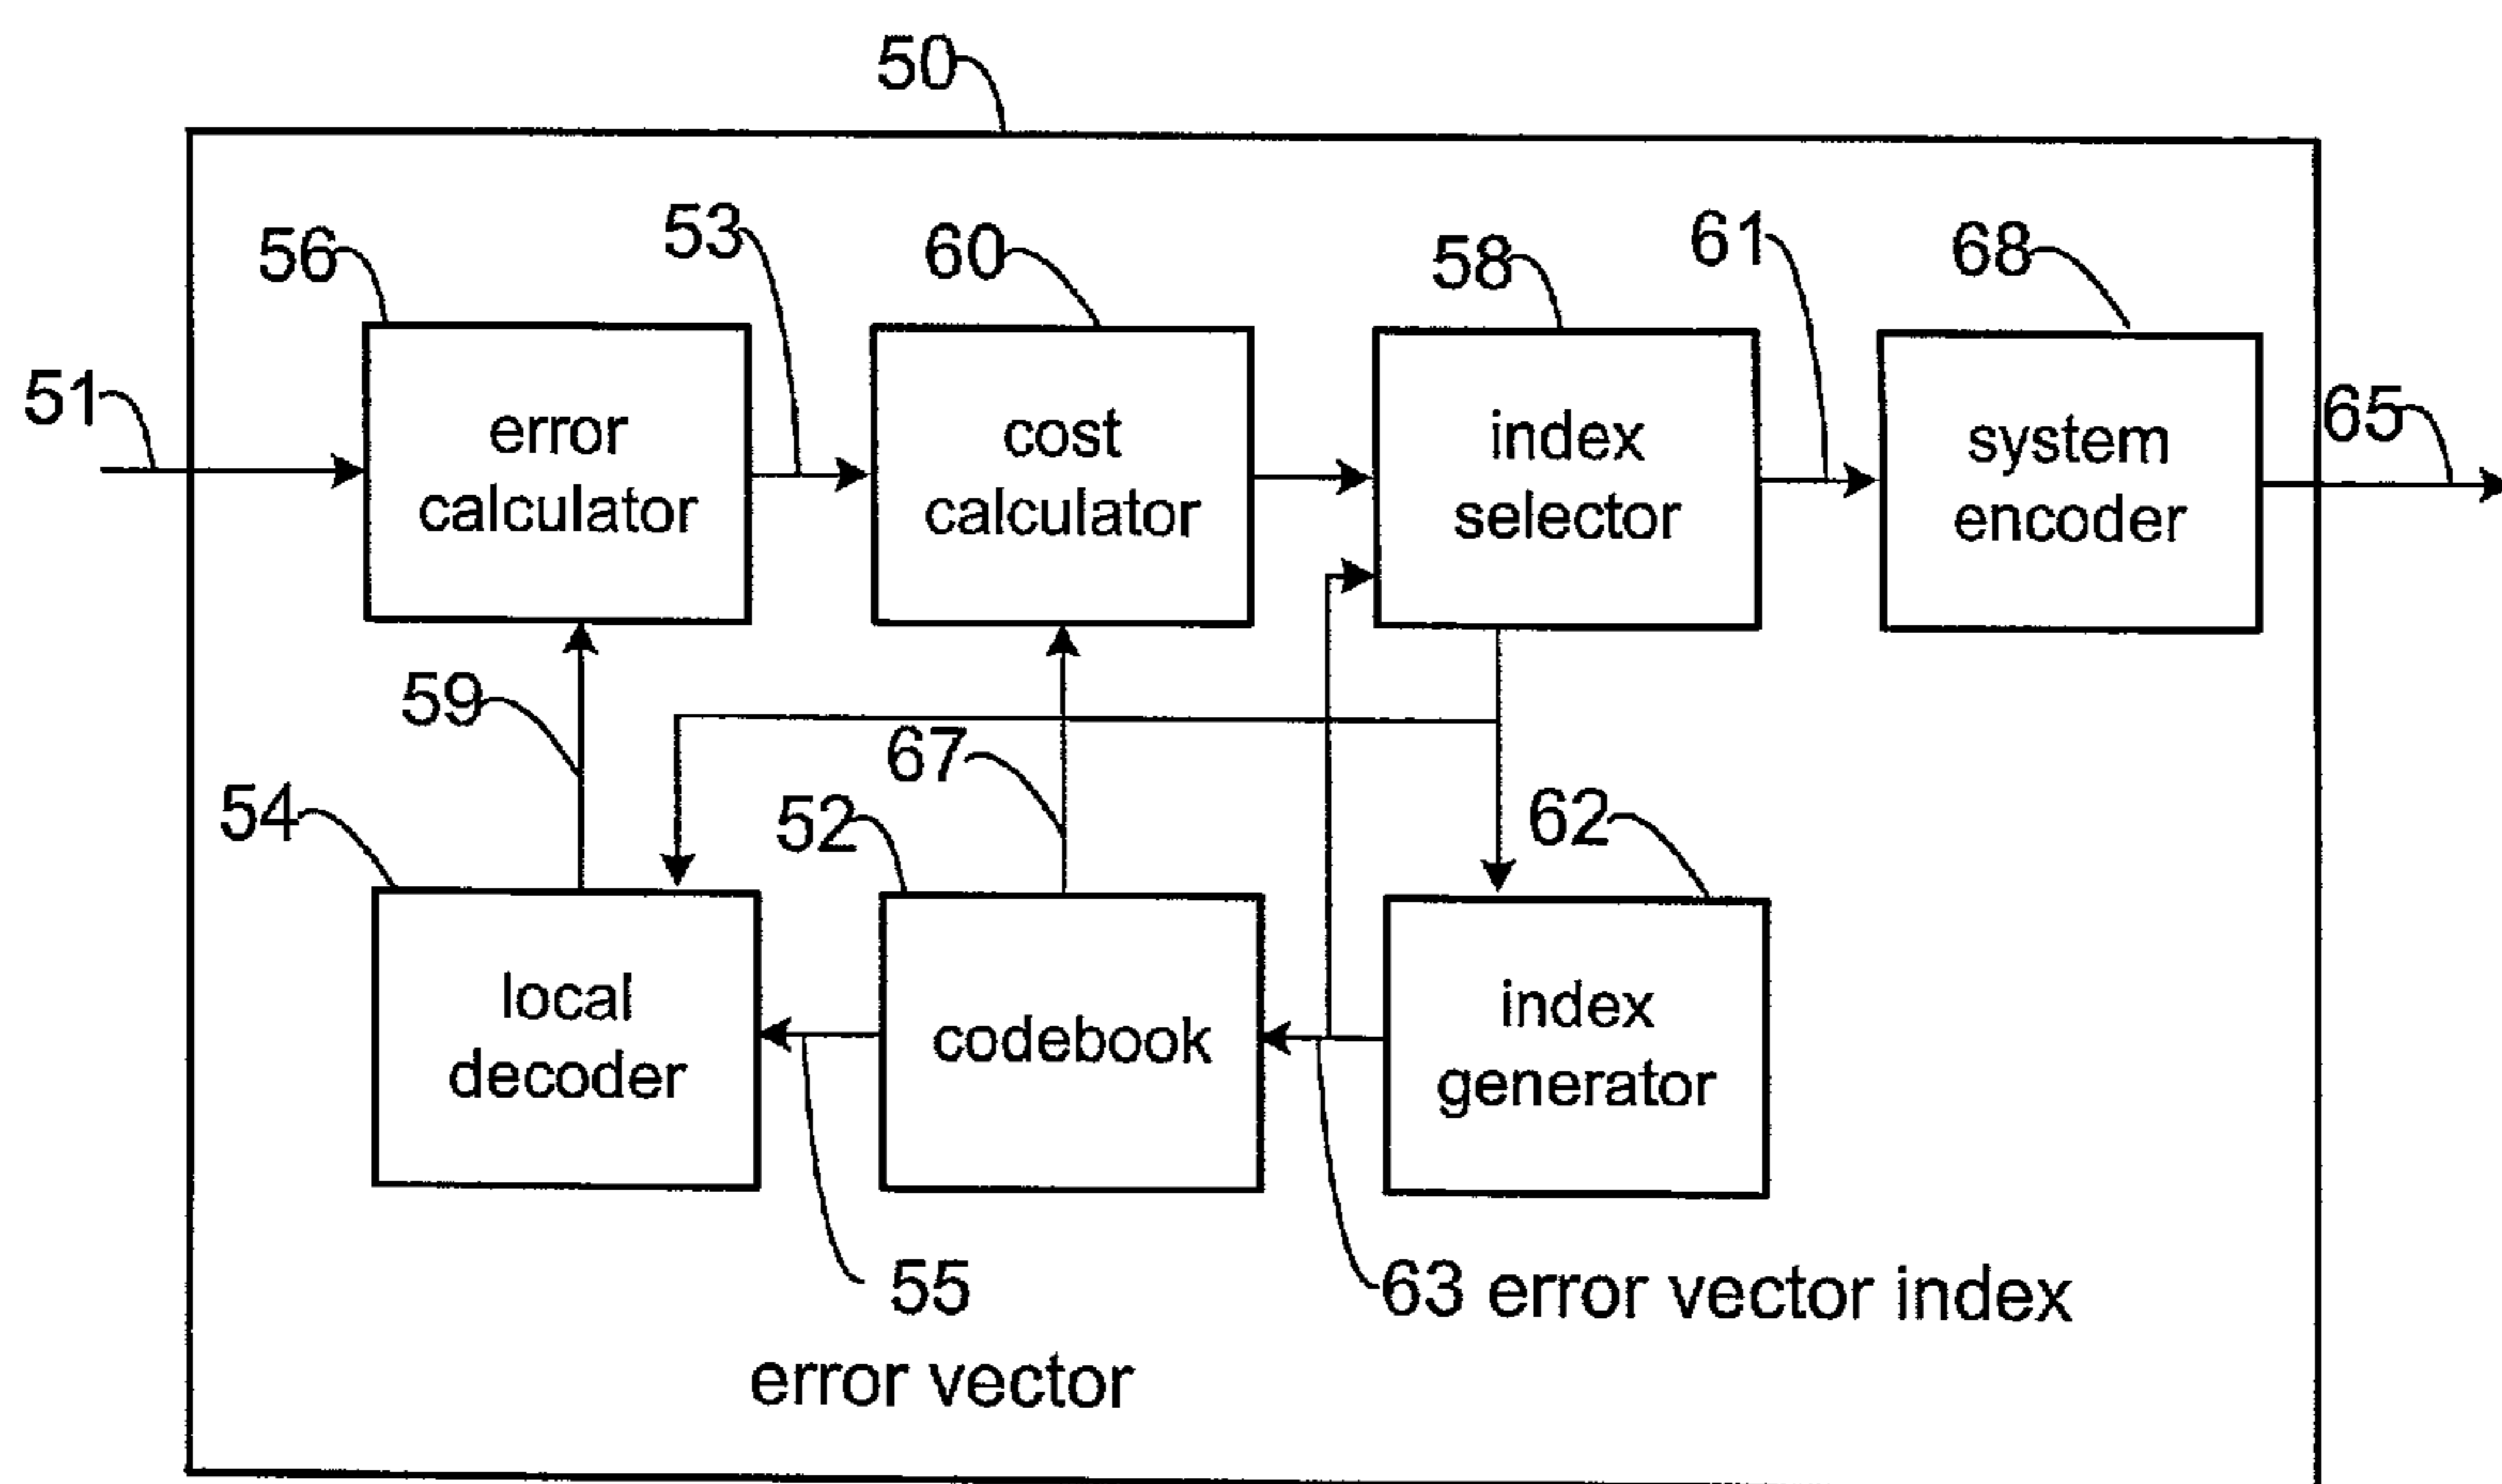 50
56
53
60
58
61
68
51
65
error
calculator
cost
calculator
index
selector
system
encoder
59
67
54
52
62
local
decoder
codebook
index
generator
55
error vector
63 error vector index